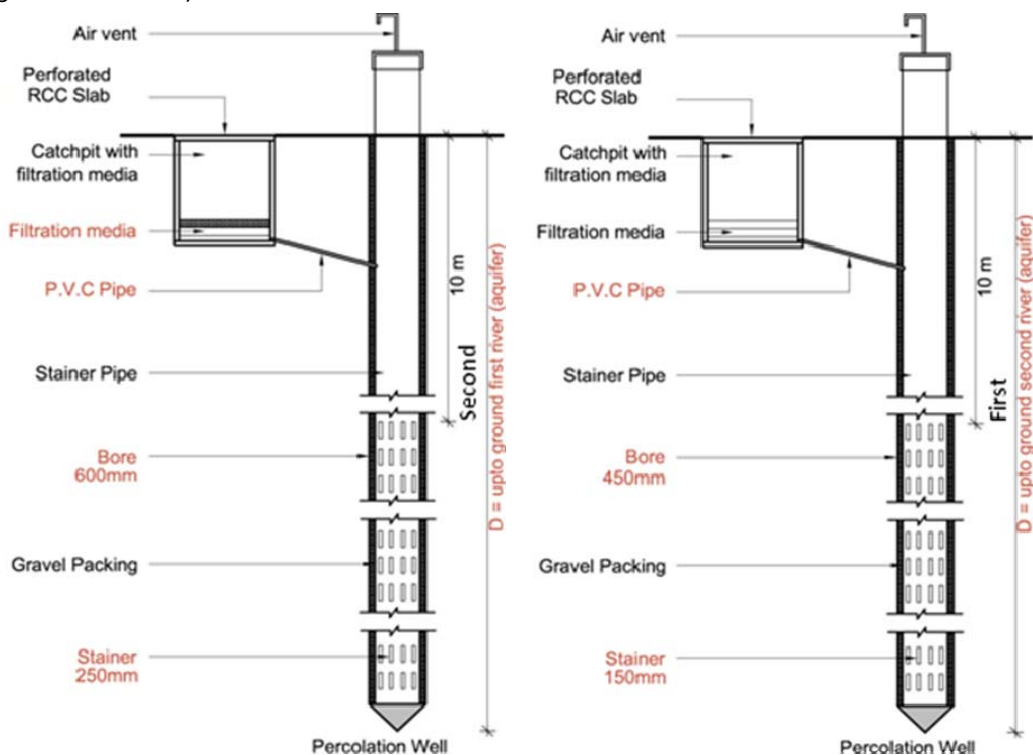 Air vent
Perforated
RCC Slab
Catchpit with
filtration media
Filtration media
P.V.C Pipe
Stainer Pipe
Bore
600mm
Gravel Packing
Stainer
250mm
10 m
Second
D = upto ground first river (aquifer)
Percolation Well
Air vent
Perforated
RCC Slab
Catchpit with
filtration media
Filtration media
P.V.C Pipe
Stainer Pipe
Bore
450mm
Gravel Packing
Stainer
150mm
10 m
First
D = upto ground second river (aquifer)
Percolation Well